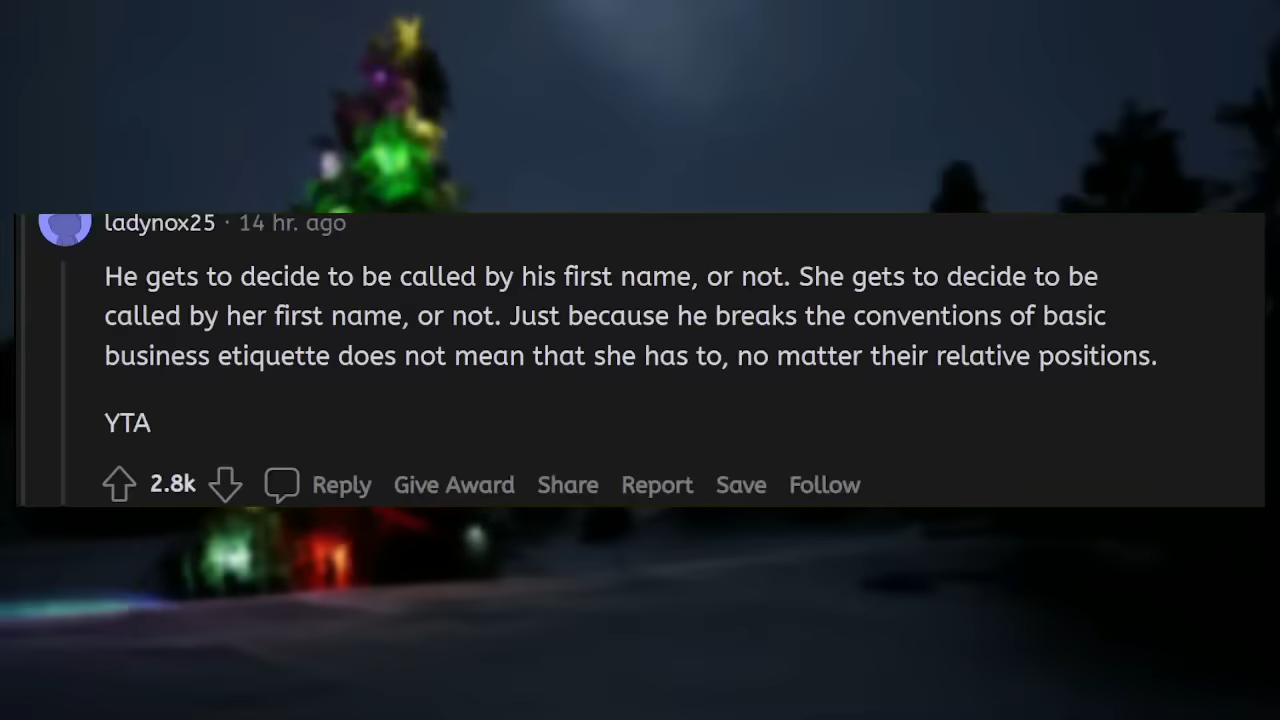 ladynox25 · 14 hr. ago
He gets to decide to be called by his first name, or not. She gets to decide to be
called by her first name, or not. Just because he breaks the conventions of basic
business etiquette does not mean that she has to, no matter their relative positions.
YTA
2.8k Reply Give Award Share Report Save Follow